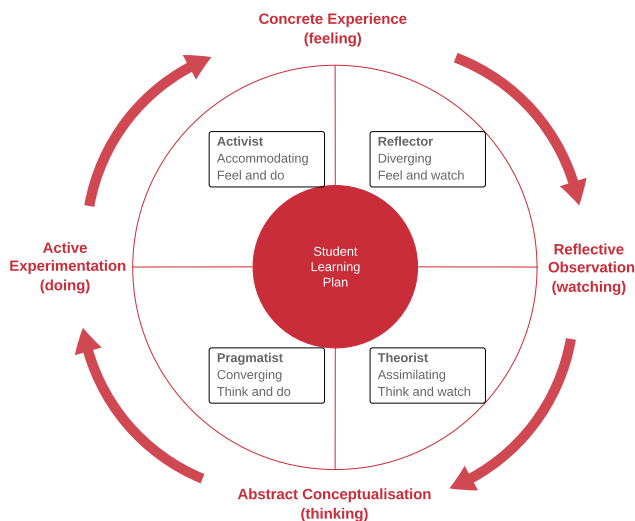 Concrete Experience
(feeling)
Activist
Accommodating
Feel and do
Reflector
Diverging
Feel and watch
Active
Experimentation
(doing)
Student
Learning
Plan
Reflective
Observation
(watching)
Pragmatist
Converging
Think and do
Theorist
Assimilating
Think and watch
Abstract Conceptualisation
(thinking)